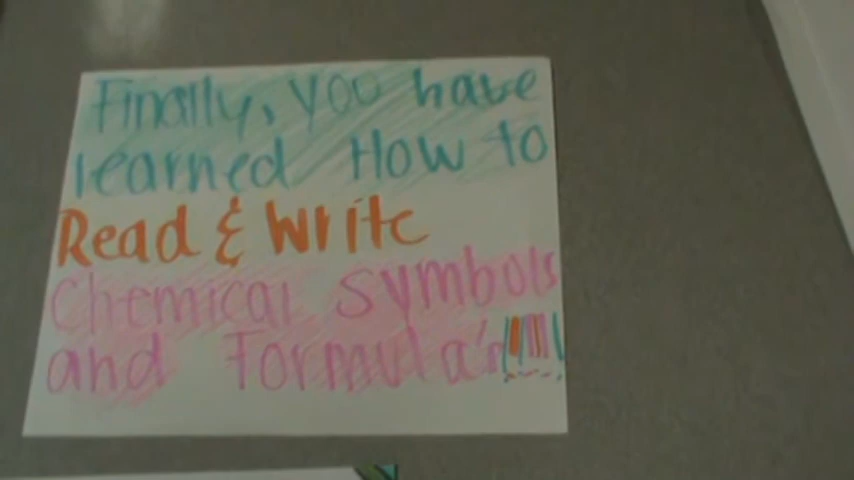 Finally, you have
learned How to
Read & Write
Chemical symbols
and Formula's!!!!!